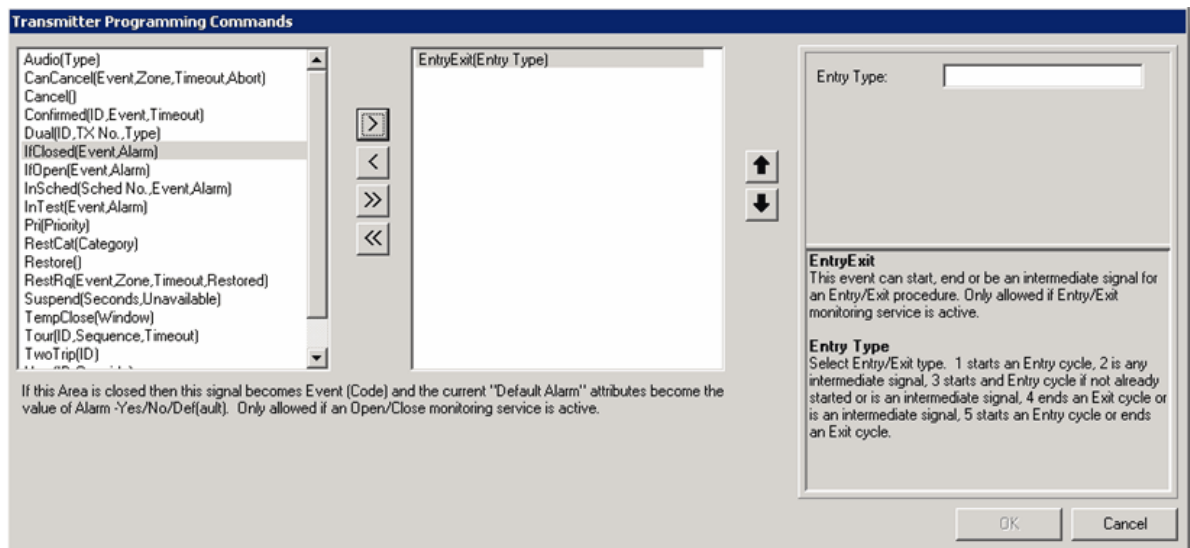 Transmitter Programming Commands
Audio(Type)
CanCancel(Event,Zone,Timeout,Abort)
Cancel()
Confirmed(ID,Event,Timeout)
Dual(ID,TX No.,Type)
IfClosed(Event,Alarm)
IfOpen(Event,Alarm)
InSched(Sched No.,Event,Alarm)
InTest(Event,Alarm)
Pri(Priority)
RestCat(Category)
Restore()
RestRq(Event,Zone,Timeout,Restored)
Suspend(Seconds,Unavailable)
TempClose(Window)
Tour(ID,Sequence,Timeout)
TwoTrip(ID)
If this Area is closed then this signal becomes Event (Code) and the current "Default Alarm" attributes become the
value of Alarm -Yes/No/Def(ault). Only allowed if an Open/Close monitoring service is active.
>
<
>>
<<
EntryExit(Entry Type)
Entry Type:
EntryExit
This event can start, end or be an intermediate signal for
an Entry/Exit procedure. Only allowed if Entry/Exit
monitoring service is active.
Entry Type
Select Entry/Exit type. 1 starts an Entry cycle, 2 is any
intermediate signal, 3 starts and Entry cycle if not already
started or is an intermediate signal, 4 ends an Exit cycle or
is an intermediate signal, 5 starts an Entry cycle or ends
an Exit cycle.
OK
Cancel